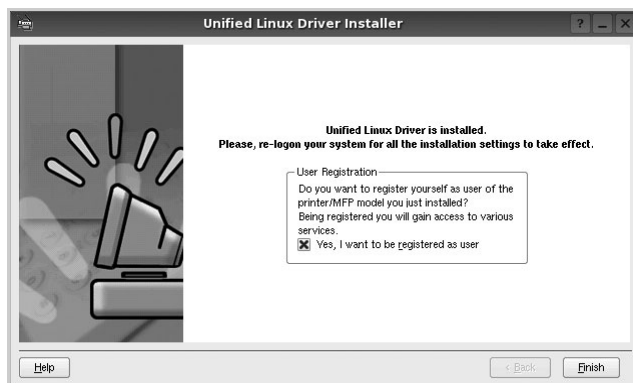 Unified Linux Driver Installer
Unified Linux Driver is installed.
Please, re-logon your system for all the installation settings to take effect.
User Registration
Do you want to register yourself as user of the
printer/MFP model you just installed?
Being registered you will gain access to various
services.
Yes, I want to be registered as user
Help
< Back
Finish